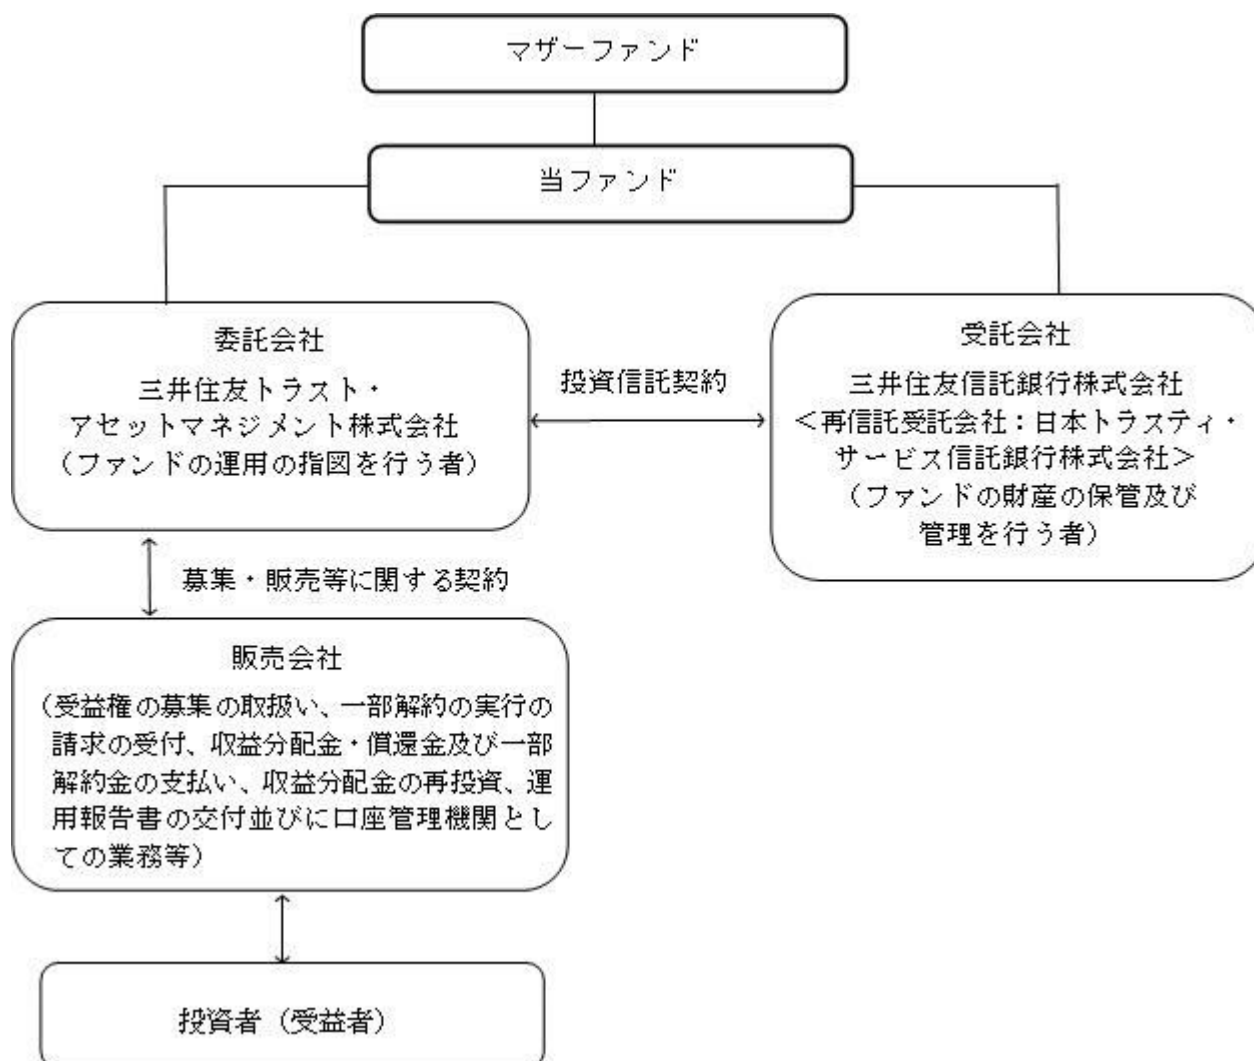 マザーファンド
当ファンド
委託会社
三井住友トラスト・
アセットマネジメント株式会社
（ファンドの運用の指図を行う者）
投資信託契約
受託会社
三井住友信託銀行株式会社
＜再信託受託会社：日本トラスティ・
サービス信託銀行株式会社＞
（ファンドの財産の保管及び
管理を行う者）
募集・販売等に関する契約
販売会社
（受益権の募集の取扱い、一部解約の実行の
請求の受付、収益分配金・償還金及び一部
解約金の支払い、収益分配金の再投資、運
用報告書の交付並びに口座管理機関とし
ての業務等）
投資者（受益者）